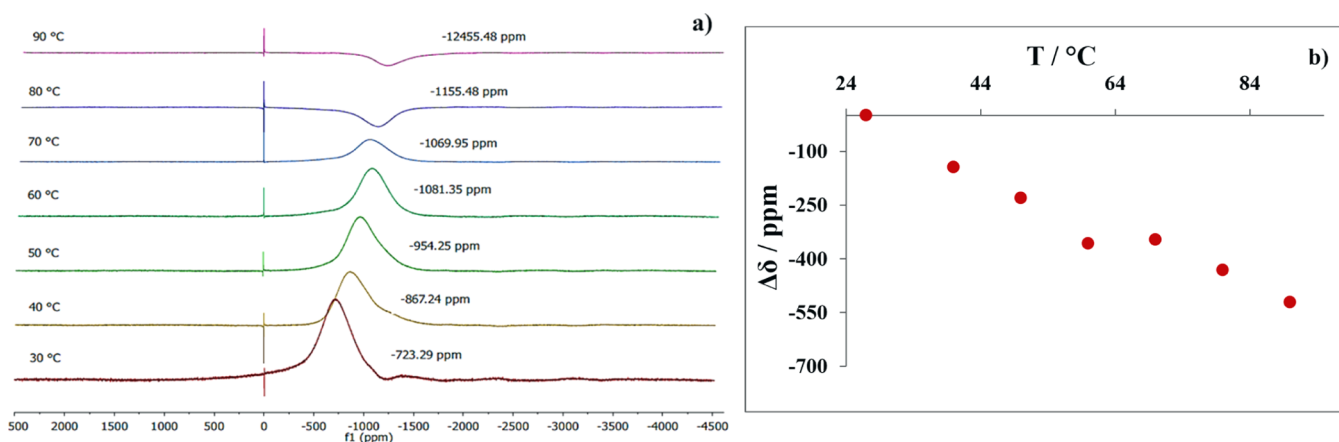 a)
90 °C
-12455.48 ppm
80 °C
-1155.48 ppm
70 °C
-1069.95 ppm
60 °C
-1081.35 ppm
50 °C
-954.25 ppm
40 °C
-867.24 ppm
30 °C
-723.29 ppm
2500 2000 1500 1000 500 0 -500 -1000 -1500 -2000 -2500 -3000 -3500 -4000 -4500
f1 (ppm)
T / °C
b)
24 44 64 84
-100
-250
-400
-550
-700
Δδ / ppm